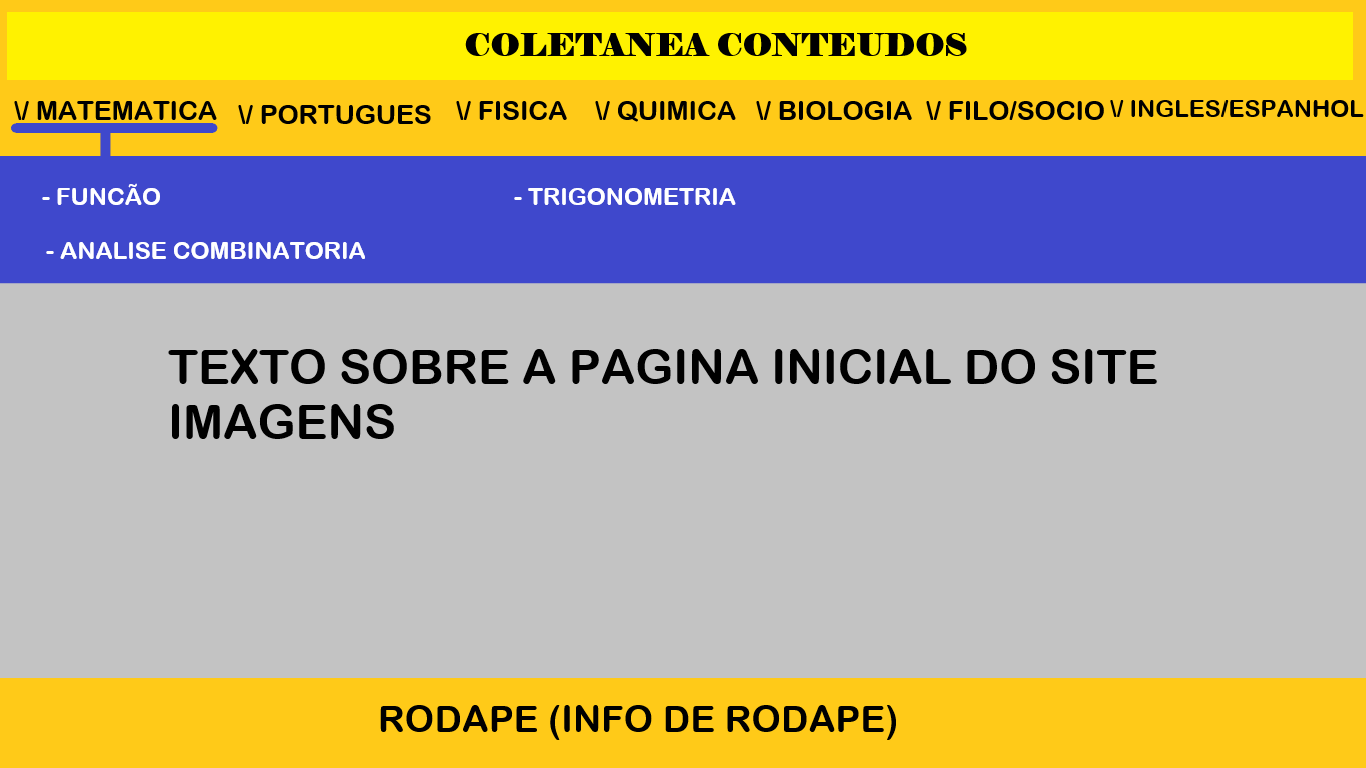 COLETANEA CONTEUDOS
\/ MATEMATICA \/ PORTUGUES \/ FISICA \/ QUIMICA \/ BIOLOGIA \/ FILO/SOCIO \/ INGLES/ESPANHOL
- FUNCÃO - TRIGONOMETRIA
- ANALISE COMBINATORIA
TEXTO SOBRE A PAGINA INICIAL DO SITE
IMAGENS
RODAPE (INFO DE RODAPE)